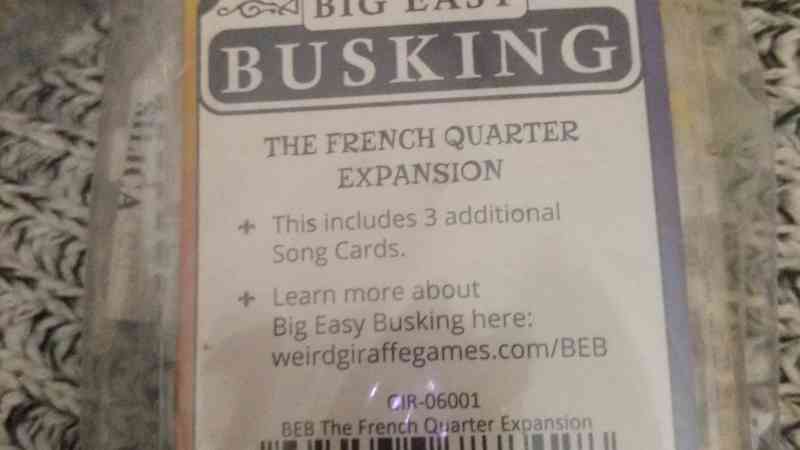 BIG EASY
BUSKING
THE FRENCH QUARTER
EXPANSION
This includes 3 additional
Song Cards.
Learn more about
Big Easy Busking here:
weirdgiraffegames.com/BEB
GIR-06001
BEB The French Quarter Expansion
SILICA